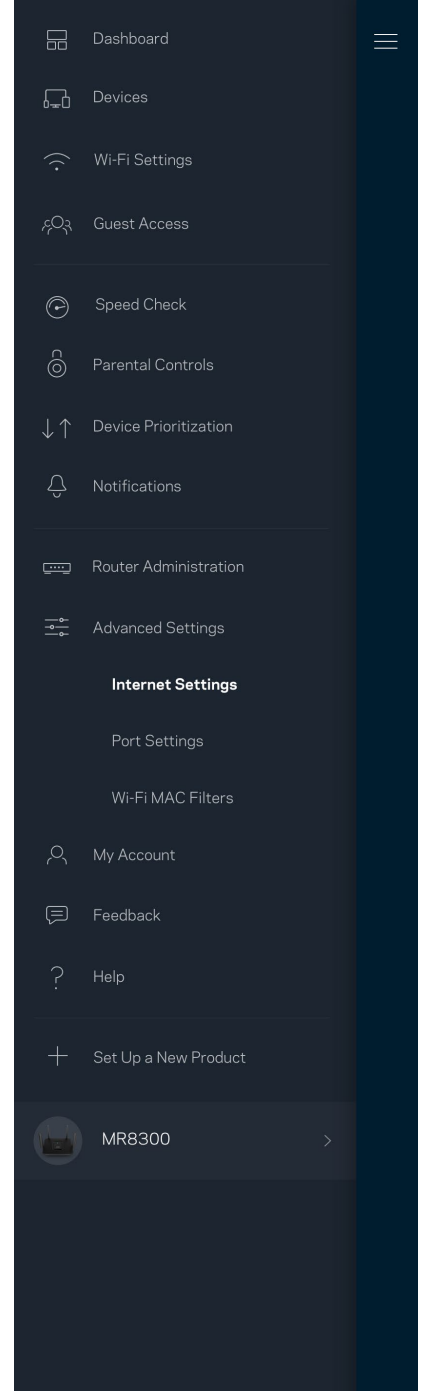 Dashboard
Devices
Wi-Fi Settings
Guest Access
Speed Check
Parental Controls
Device Prioritization
Notifications
Router Administration
Advanced Settings
Internet Settings
Port Settings
Wi-Fi MAC Filters
My Account
Feedback
Help
Set Up a New Product
MR8300